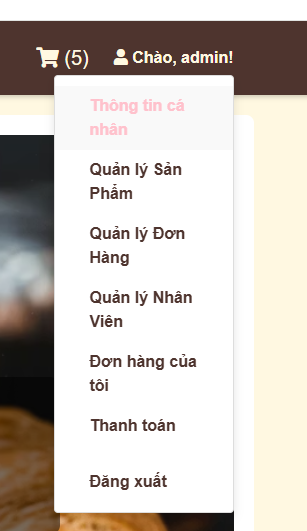 (5) Chào, admin!
Thông tin cá
nhân
Quản lý Sản
Phẩm
Quản lý Đơn
Hàng
Quản lý Nhân
Viên
Đơn hàng của
tôi
Thanh toán
Đăng xuất